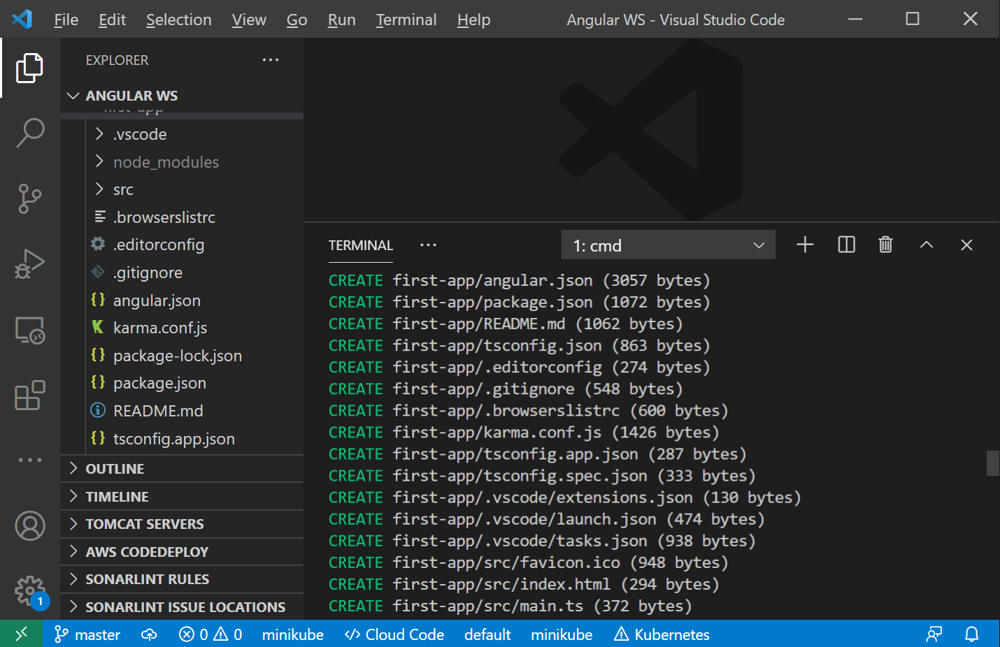 File Edit Selection View Go Run Terminal Help Angular WS - Visual Studio Code
EXPLORER
ANGULAR WS
first-app
.vscode
node_modules
src
.browserslistrc
.editorconfig
.gitignore
angular.json
karma.conf.js
package-lock.json
package.json
README.md
tsconfig.app.json
OUTLINE
TIMELINE
TOMCAT SERVERS
AWS CODEDEPLOY
SONARLINT RULES
SONARLINT ISSUE LOCATIONS
1
TERMINAL 1: cmd
CREATE first-app/angular.json (3057 bytes)
CREATE first-app/package.json (1072 bytes)
CREATE first-app/README.md (1062 bytes)
CREATE first-app/tsconfig.json (863 bytes)
CREATE first-app/.editorconfig (274 bytes)
CREATE first-app/.gitignore (548 bytes)
CREATE first-app/.browserslistrc (600 bytes)
CREATE first-app/karma.conf.js (1426 bytes)
CREATE first-app/tsconfig.app.json (287 bytes)
CREATE first-app/tsconfig.spec.json (333 bytes)
CREATE first-app/.vscode/extensions.json (130 bytes)
CREATE first-app/.vscode/launch.json (474 bytes)
CREATE first-app/.vscode/tasks.json (938 bytes)
CREATE first-app/src/favicon.ico (948 bytes)
CREATE first-app/src/index.html (294 bytes)
CREATE first-app/src/main.ts (372 bytes)
master 0 0 minikube Cloud Code default minikube Kubernetes